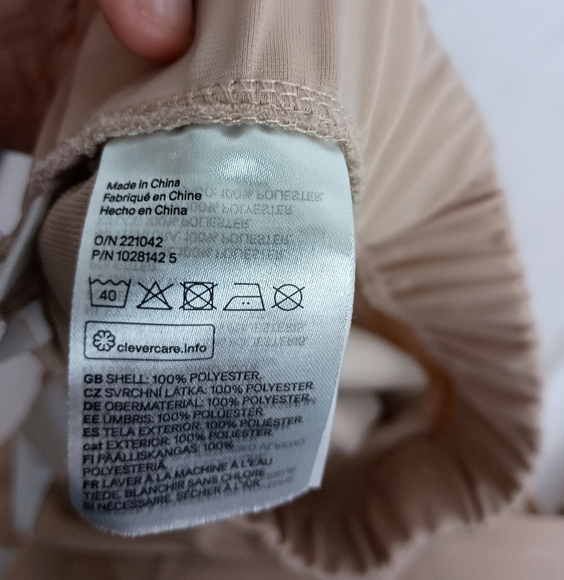 Made in China
Fabriqué en Chine
Hecho en China
O/N 221042
P/N 1028142 5
40
clevercare.info
GB SHELL: 100% POLYESTER.
CZ SVRCHNÍ LÁTKA: 100% POLYESTER.
DE OBERMATERIAL: 100% POLYESTER.
EE ÜMBRIS: 100% POLÜESTER.
ES TELA EXTERIOR: 100% POLIÉSTER.
cat EXTERIOR: 100% POLIÈSTER.
FI PÄÄLLISKANGAS: 100%
POLYESTERIÄ.
FR LAVER À LA MACHINE À L'EAU
TIÈDE. BLANCHIR SANS CHLORE
SI NÉCESSAIRE. SÉCHER À L'AIR